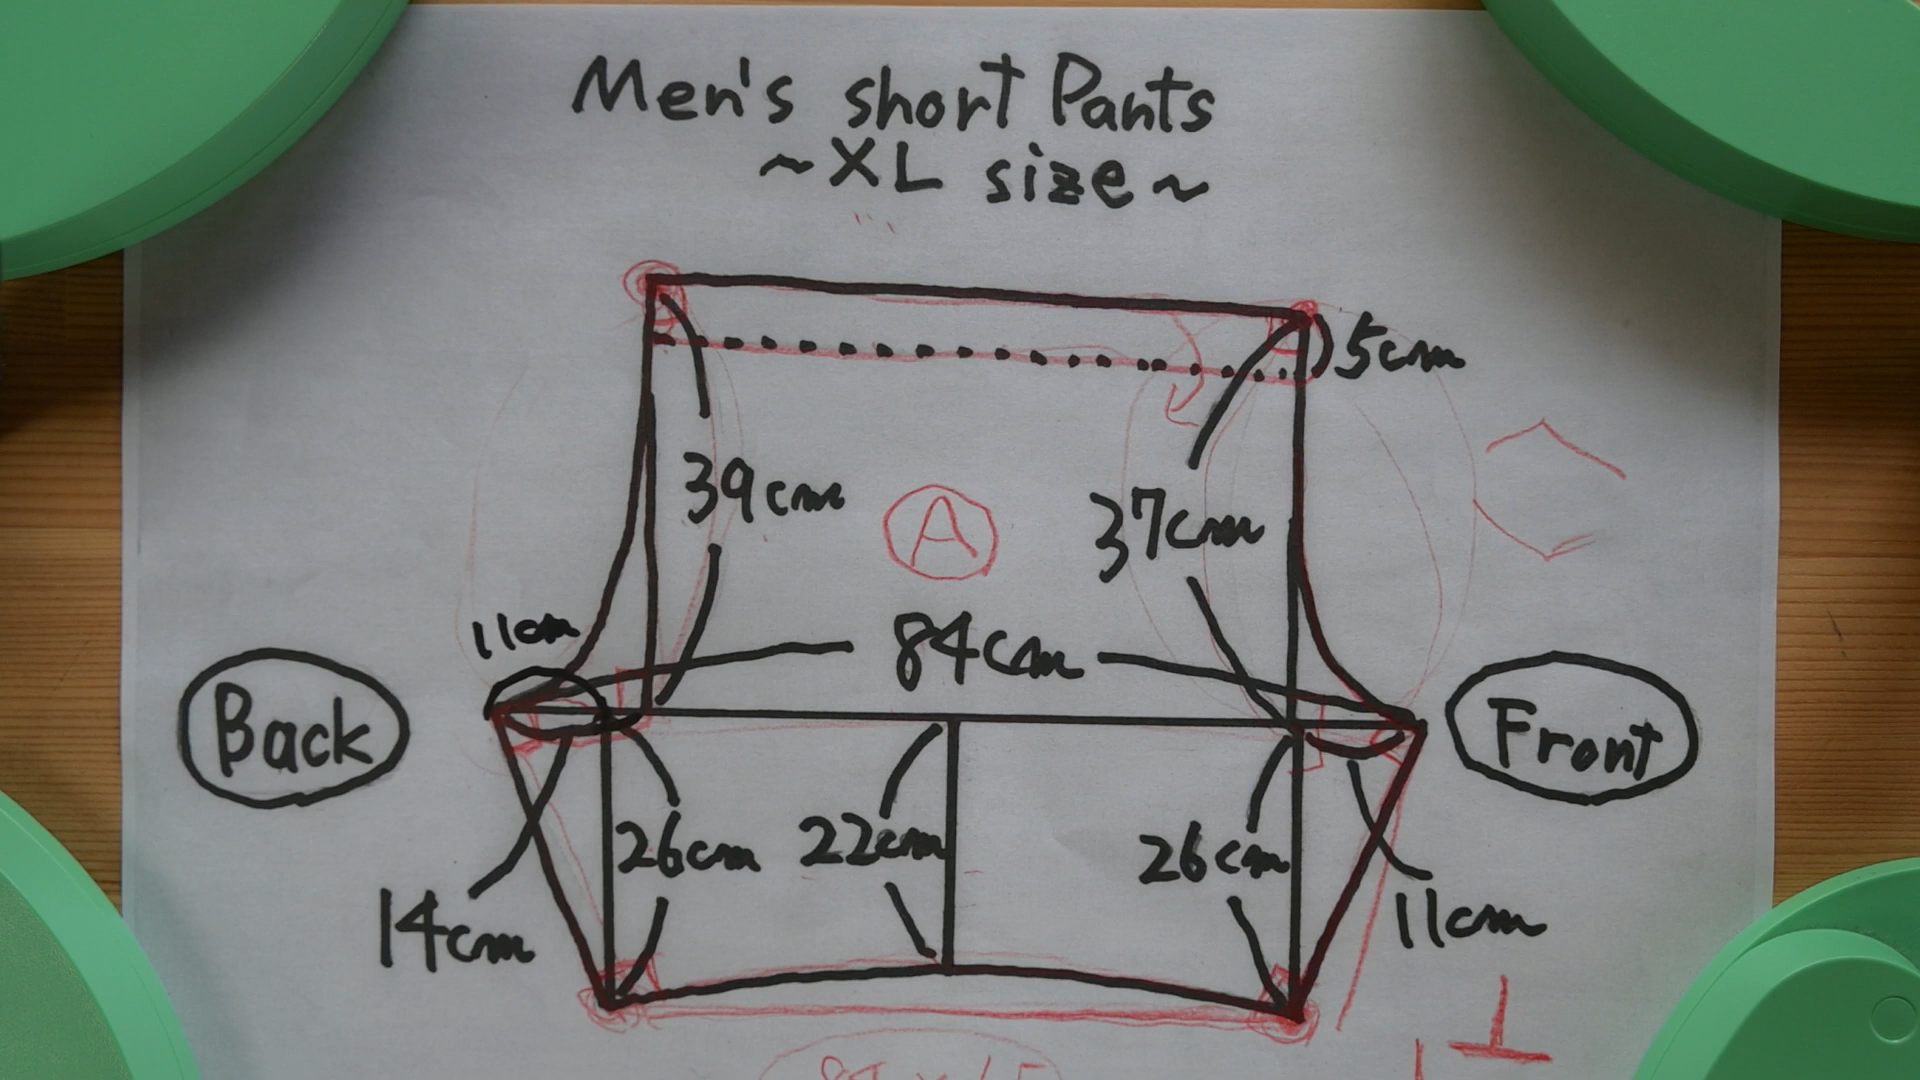 Men's short Pants
~XL size~
5cm
39cm
A
37cm
11cm
84cm
Back
Front
26cm
22cm
26cm
14cm
11cm